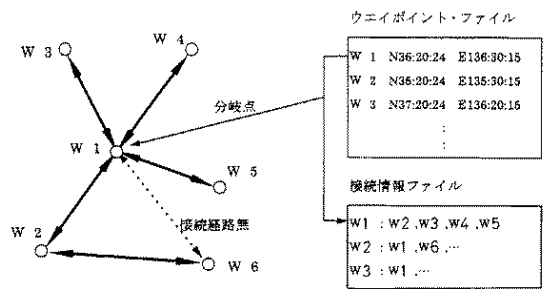 ウエイポイント・ファイル
W 1 N36:20:24 E136:30:15
W 2 N35:20:24 E135:30:15
W 3 N37:20:24 E136:20:15
:
:
接続情報ファイル
W1 : W2 ,W3 ,W4 ,W5
W2 : W1 ,W6 ,…
W3 : W1 ,…
分岐点
W 3
W 4
W 1
W 5
接続経路無
W 2
W 6